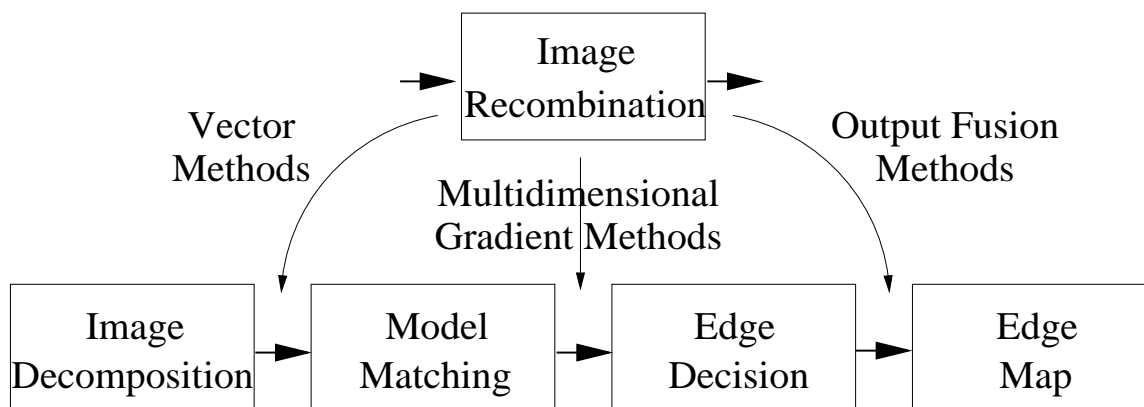 Image
Recombination
Vector
Methods
Output Fusion
Methods
Multidimensional
Gradient Methods
Image
Decomposition
Model
Matching
Edge
Decision
Edge
Map